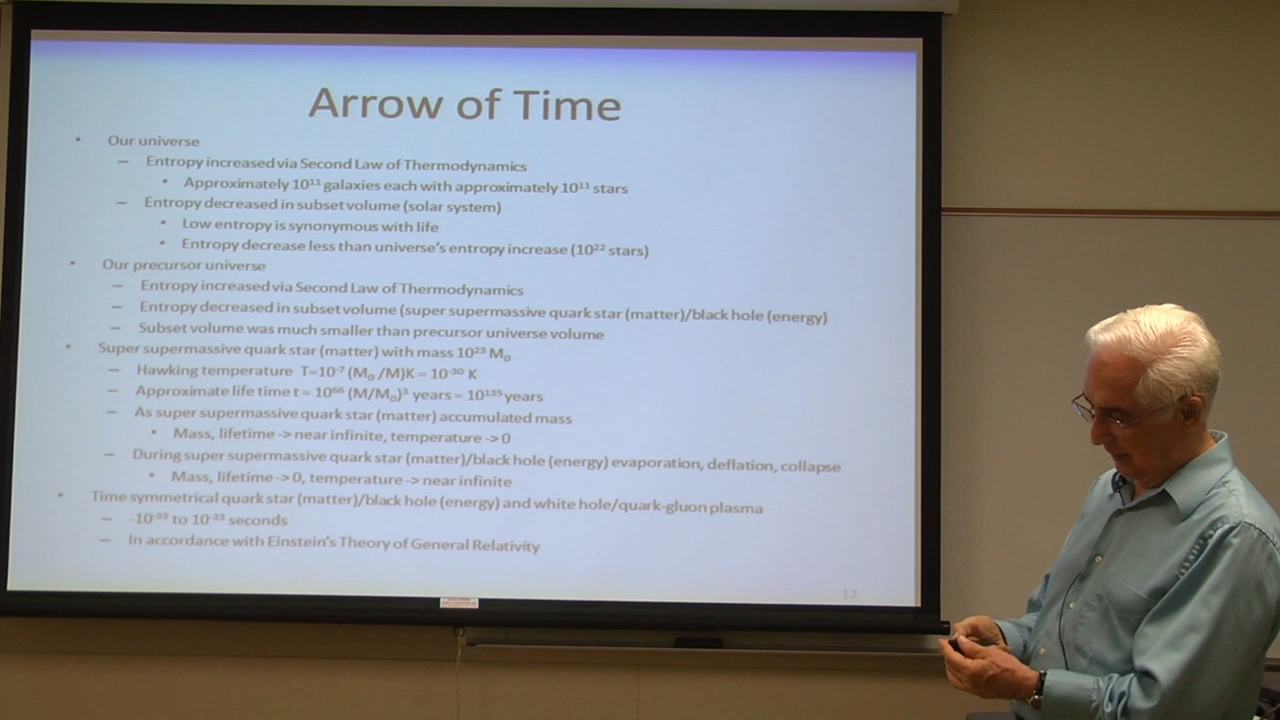 Arrow of Time
• Our universe
– Entropy increased via Second Law of Thermodynamics
• Approximately 10¹¹ galaxies each with approximately 10¹¹ stars
– Entropy decreased in subset volume (solar system)
• Low entropy is synonymous with life
• Entropy decrease less than universe's entropy increase (10²² stars)
• Our precursor universe
– Entropy increased via Second Law of Thermodynamics
– Entropy decreased in subset volume (super supermassive quark star (matter)/black hole (energy)
– Subset volume was much smaller than precursor universe volume
• Super supermassive quark star (matter) with mass 10²³ M☉
– Hawking temperature T=10⁻⁷ (M☉/M)K = 10⁻³⁰ K
– Approximate life time t = 10⁶⁶ (M/M☉)³ years = 10¹³⁵ years
– As super supermassive quark star (matter) accumulated mass
• Mass, lifetime -> near infinite, temperature -> 0
– During super supermassive quark star (matter)/black hole (energy) evaporation, deflation, collapse
• Mass, lifetime -> 0, temperature -> near infinite
• Time symmetrical quark star (matter)/black hole (energy) and white hole/quark-gluon plasma
– -10⁻³³ to 10⁻³³ seconds
– In accordance with Einstein's Theory of General Relativity
12